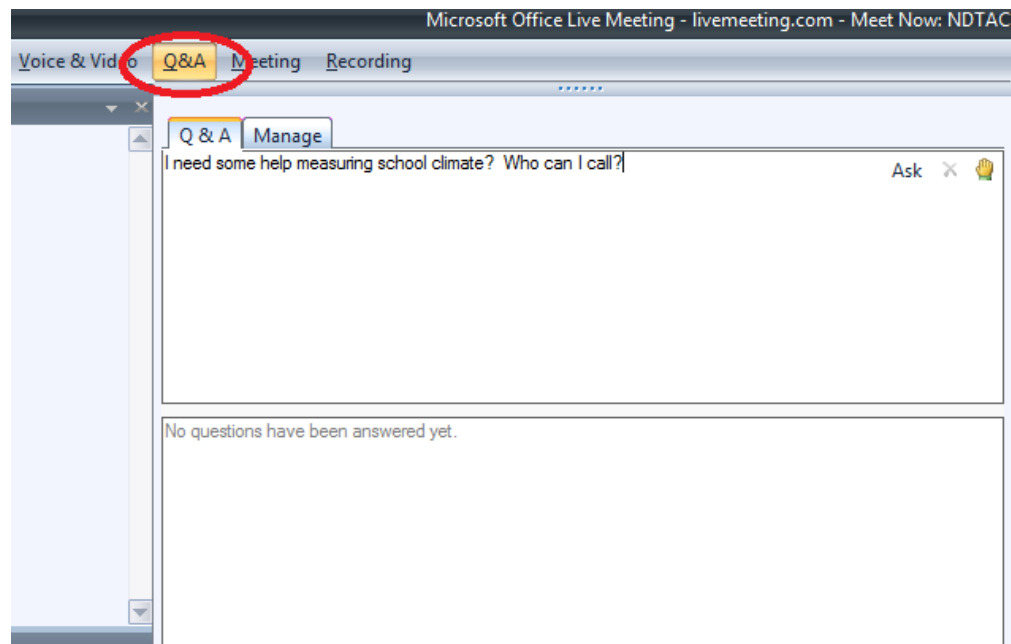 Microsoft Office Live Meeting - livemeeting.com - Meet Now: NDTAC
Voice & Video Q&A Meeting Recording
Q & A Manage
I need some help measuring school climate?  Who can I call?
Ask
No questions have been answered yet.